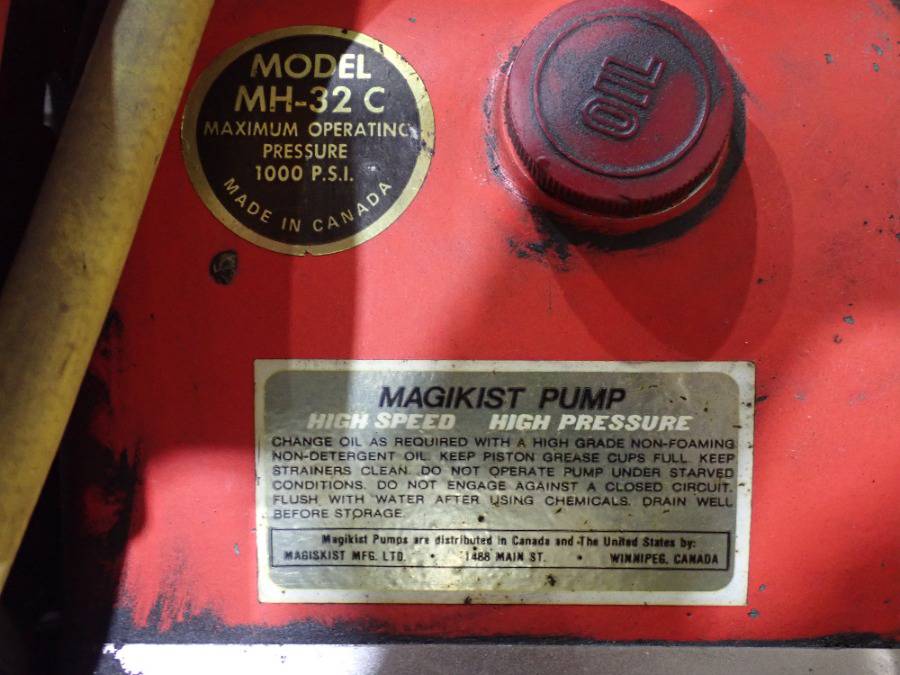 MODEL
MH-32 C
MAXIMUM OPERATING
PRESSURE
1000 P.S.I.
MADE IN CANADA
OIL
MAGIKIST PUMP
HIGH SPEED HIGH PRESSURE
CHANGE OIL AS REQUIRED WITH A HIGH GRADE NON-FOAMING
NON-DETERGENT OIL. KEEP PISTON GREASE CUPS FULL. KEEP
STRAINERS CLEAN. DO NOT OPERATE PUMP UNDER STARVED
CONDITIONS. DO NOT ENGAGE AGAINST A CLOSED CIRCUIT.
FLUSH WITH WATER AFTER USING CHEMICALS. DRAIN WELL
BEFORE STORAGE.
Magikist Pumps are distributed in Canada and The United States by:
MAGISKIST MFG. LTD. • 1488 MAIN ST. • WINNIPEG, CANADA